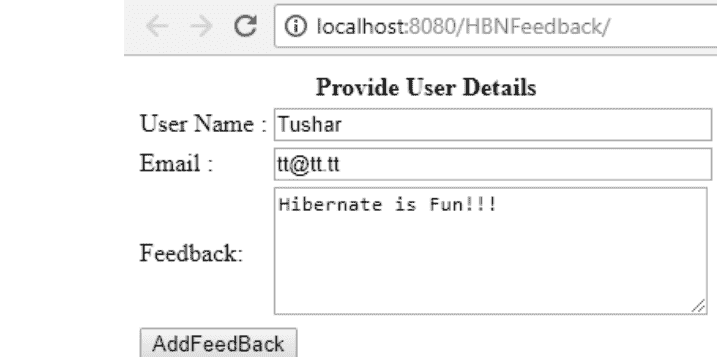 localhost:8080/HBNFeedback/
Provide User Details
User Name : Tushar
Email : tt@tt.tt
Hibernate is Fun!!!
Feedback:
AddFeedBack